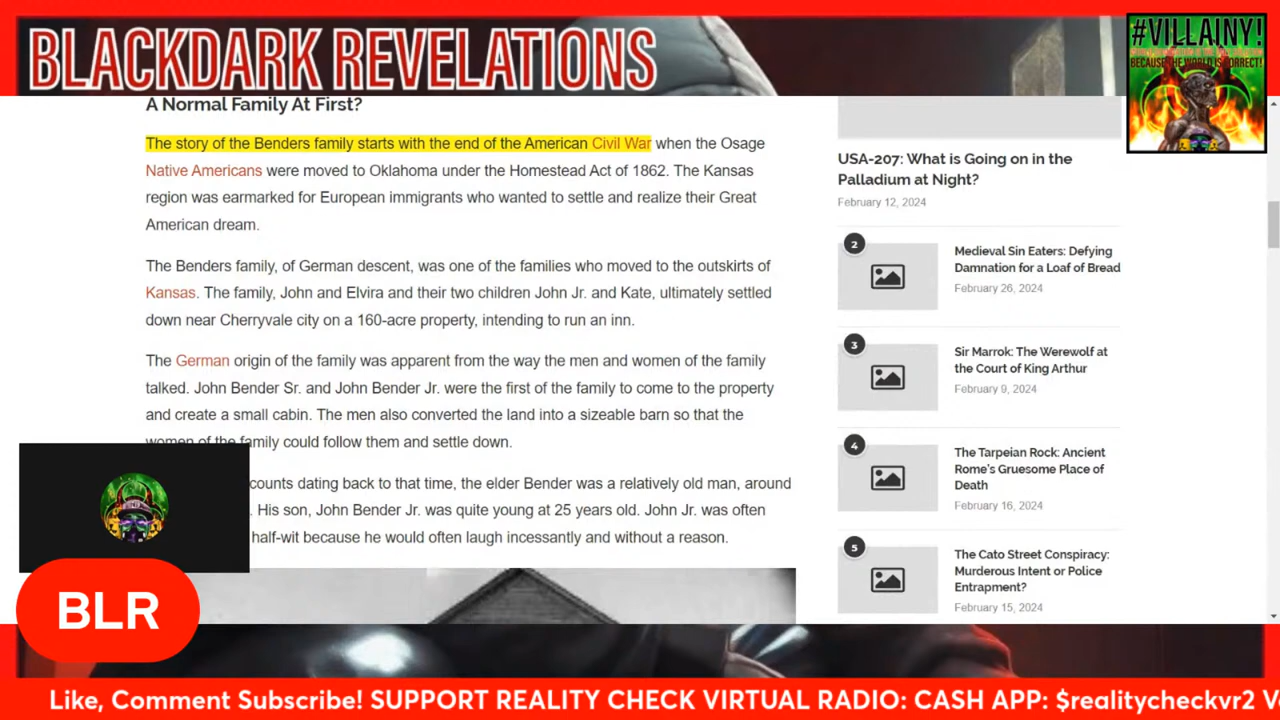 BLACKDARK REVELATIONS
#VILLAINY!
BECAUSE THE WORLD IS CORRECT!
A Normal Family At First?
The story of the Benders family starts with the end of the American Civil War when the Osage
Native Americans were moved to Oklahoma under the Homestead Act of 1862. The Kansas
region was earmarked for European immigrants who wanted to settle and realize their Great
American dream.
The Benders family, of German descent, was one of the families who moved to the outskirts of
Kansas. The family, John and Elvira and their two children John Jr. and Kate, ultimately settled
down near Cherryvale city on a 160-acre property, intending to run an inn.
The German origin of the family was apparent from the way the men and women of the family
talked. John Bender Sr. and John Bender Jr. were the first of the family to come to the property
and create a small cabin. The men also converted the land into a sizeable barn so that the
women of the family could follow them and settle down.
counts dating back to that time, the elder Bender was a relatively old man, around
. His son, John Bender Jr. was quite young at 25 years old. John Jr. was often
half-wit because he would often laugh incessantly and without a reason.
USA-207: What is Going on in the
Palladium at Night?
February 12, 2024
2
Medieval Sin Eaters: Defying
Damnation for a Loaf of Bread
February 26, 2024
3
Sir Marrok: The Werewolf at
the Court of King Arthur
February 9, 2024
4
The Tarpeian Rock: Ancient
Rome's Gruesome Place of
Death
February 16, 2024
5
The Cato Street Conspiracy:
Murderous Intent or Police
Entrapment?
February 15, 2024
BLR
Like, Comment Subscribe! SUPPORT REALITY CHECK VIRTUAL RADIO: CASH APP: $realitycheckvr2 V